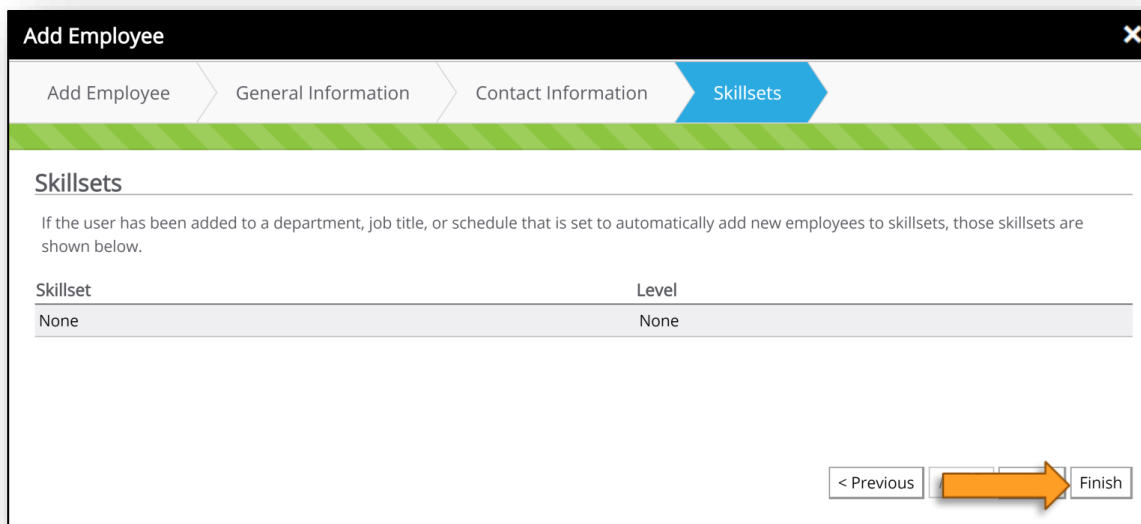 Add Employee
Add Employee General Information Contact Information Skillsets
Skillsets
If the user has been added to a department, job title, or schedule that is set to automatically add new employees to skillsets, those skillsets are
shown below.
Skillset Level
None None
< Previous Finish